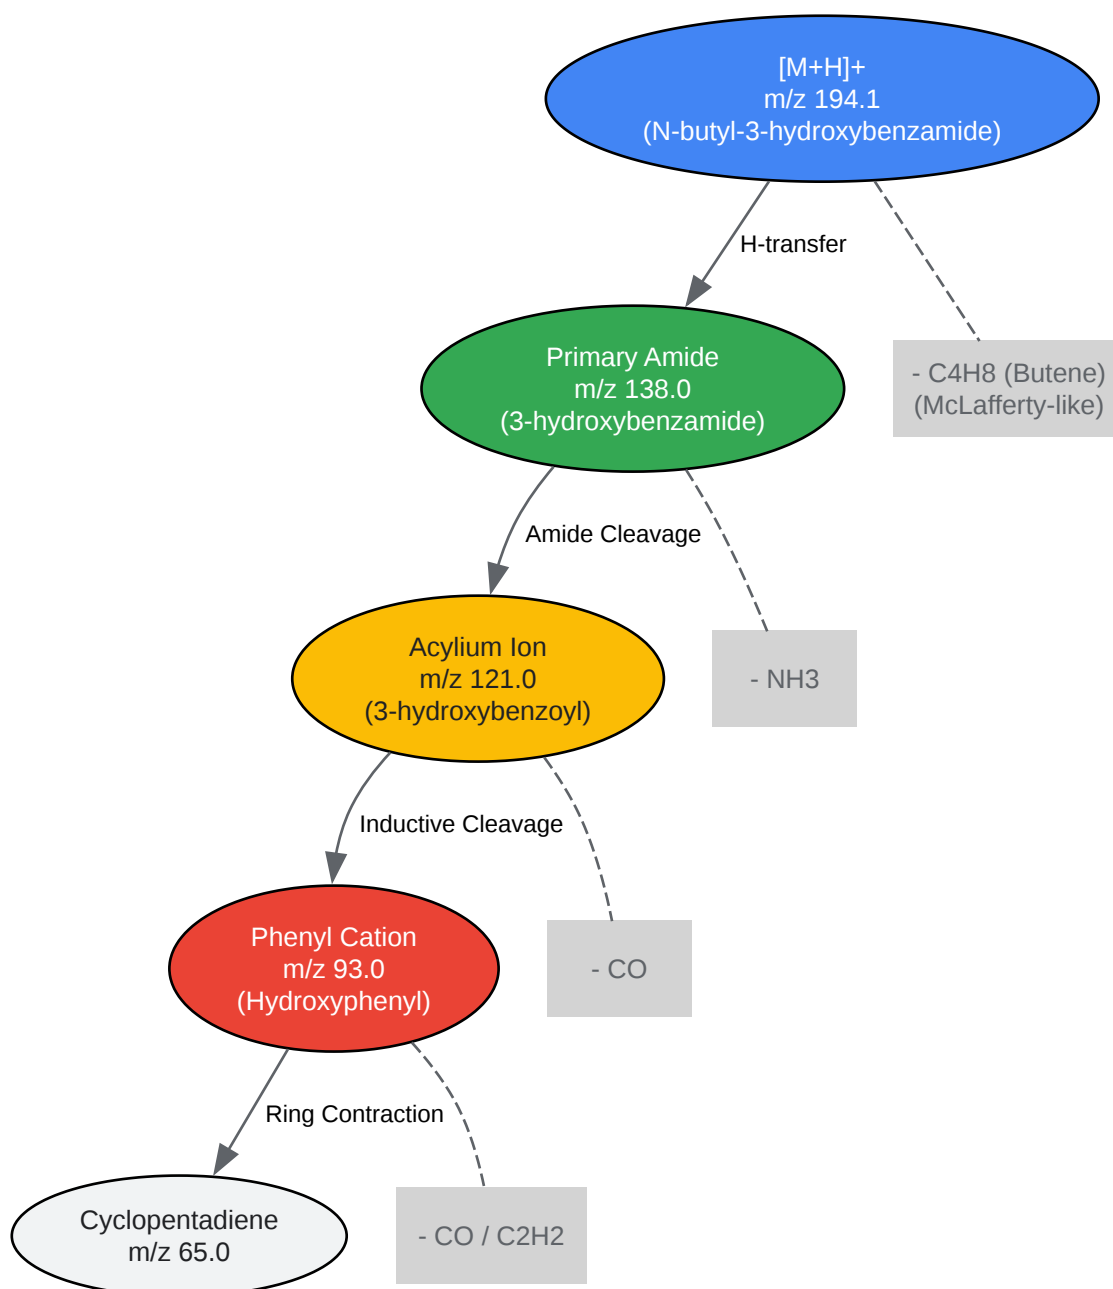 [M+H]+
m/z 194.1
(N-butyl-3-hydroxybenzamide)
H-transfer
- C4H8 (Butene)
(McLafferty-like)
Primary Amide
m/z 138.0
(3-hydroxybenzamide)
Amide Cleavage
- NH3
Acylium Ion
m/z 121.0
(3-hydroxybenzoyl)
Inductive Cleavage
- CO
Phenyl Cation
m/z 93.0
(Hydroxyphenyl)
Ring Contraction
- CO / C2H2
Cyclopentadiene
m/z 65.0